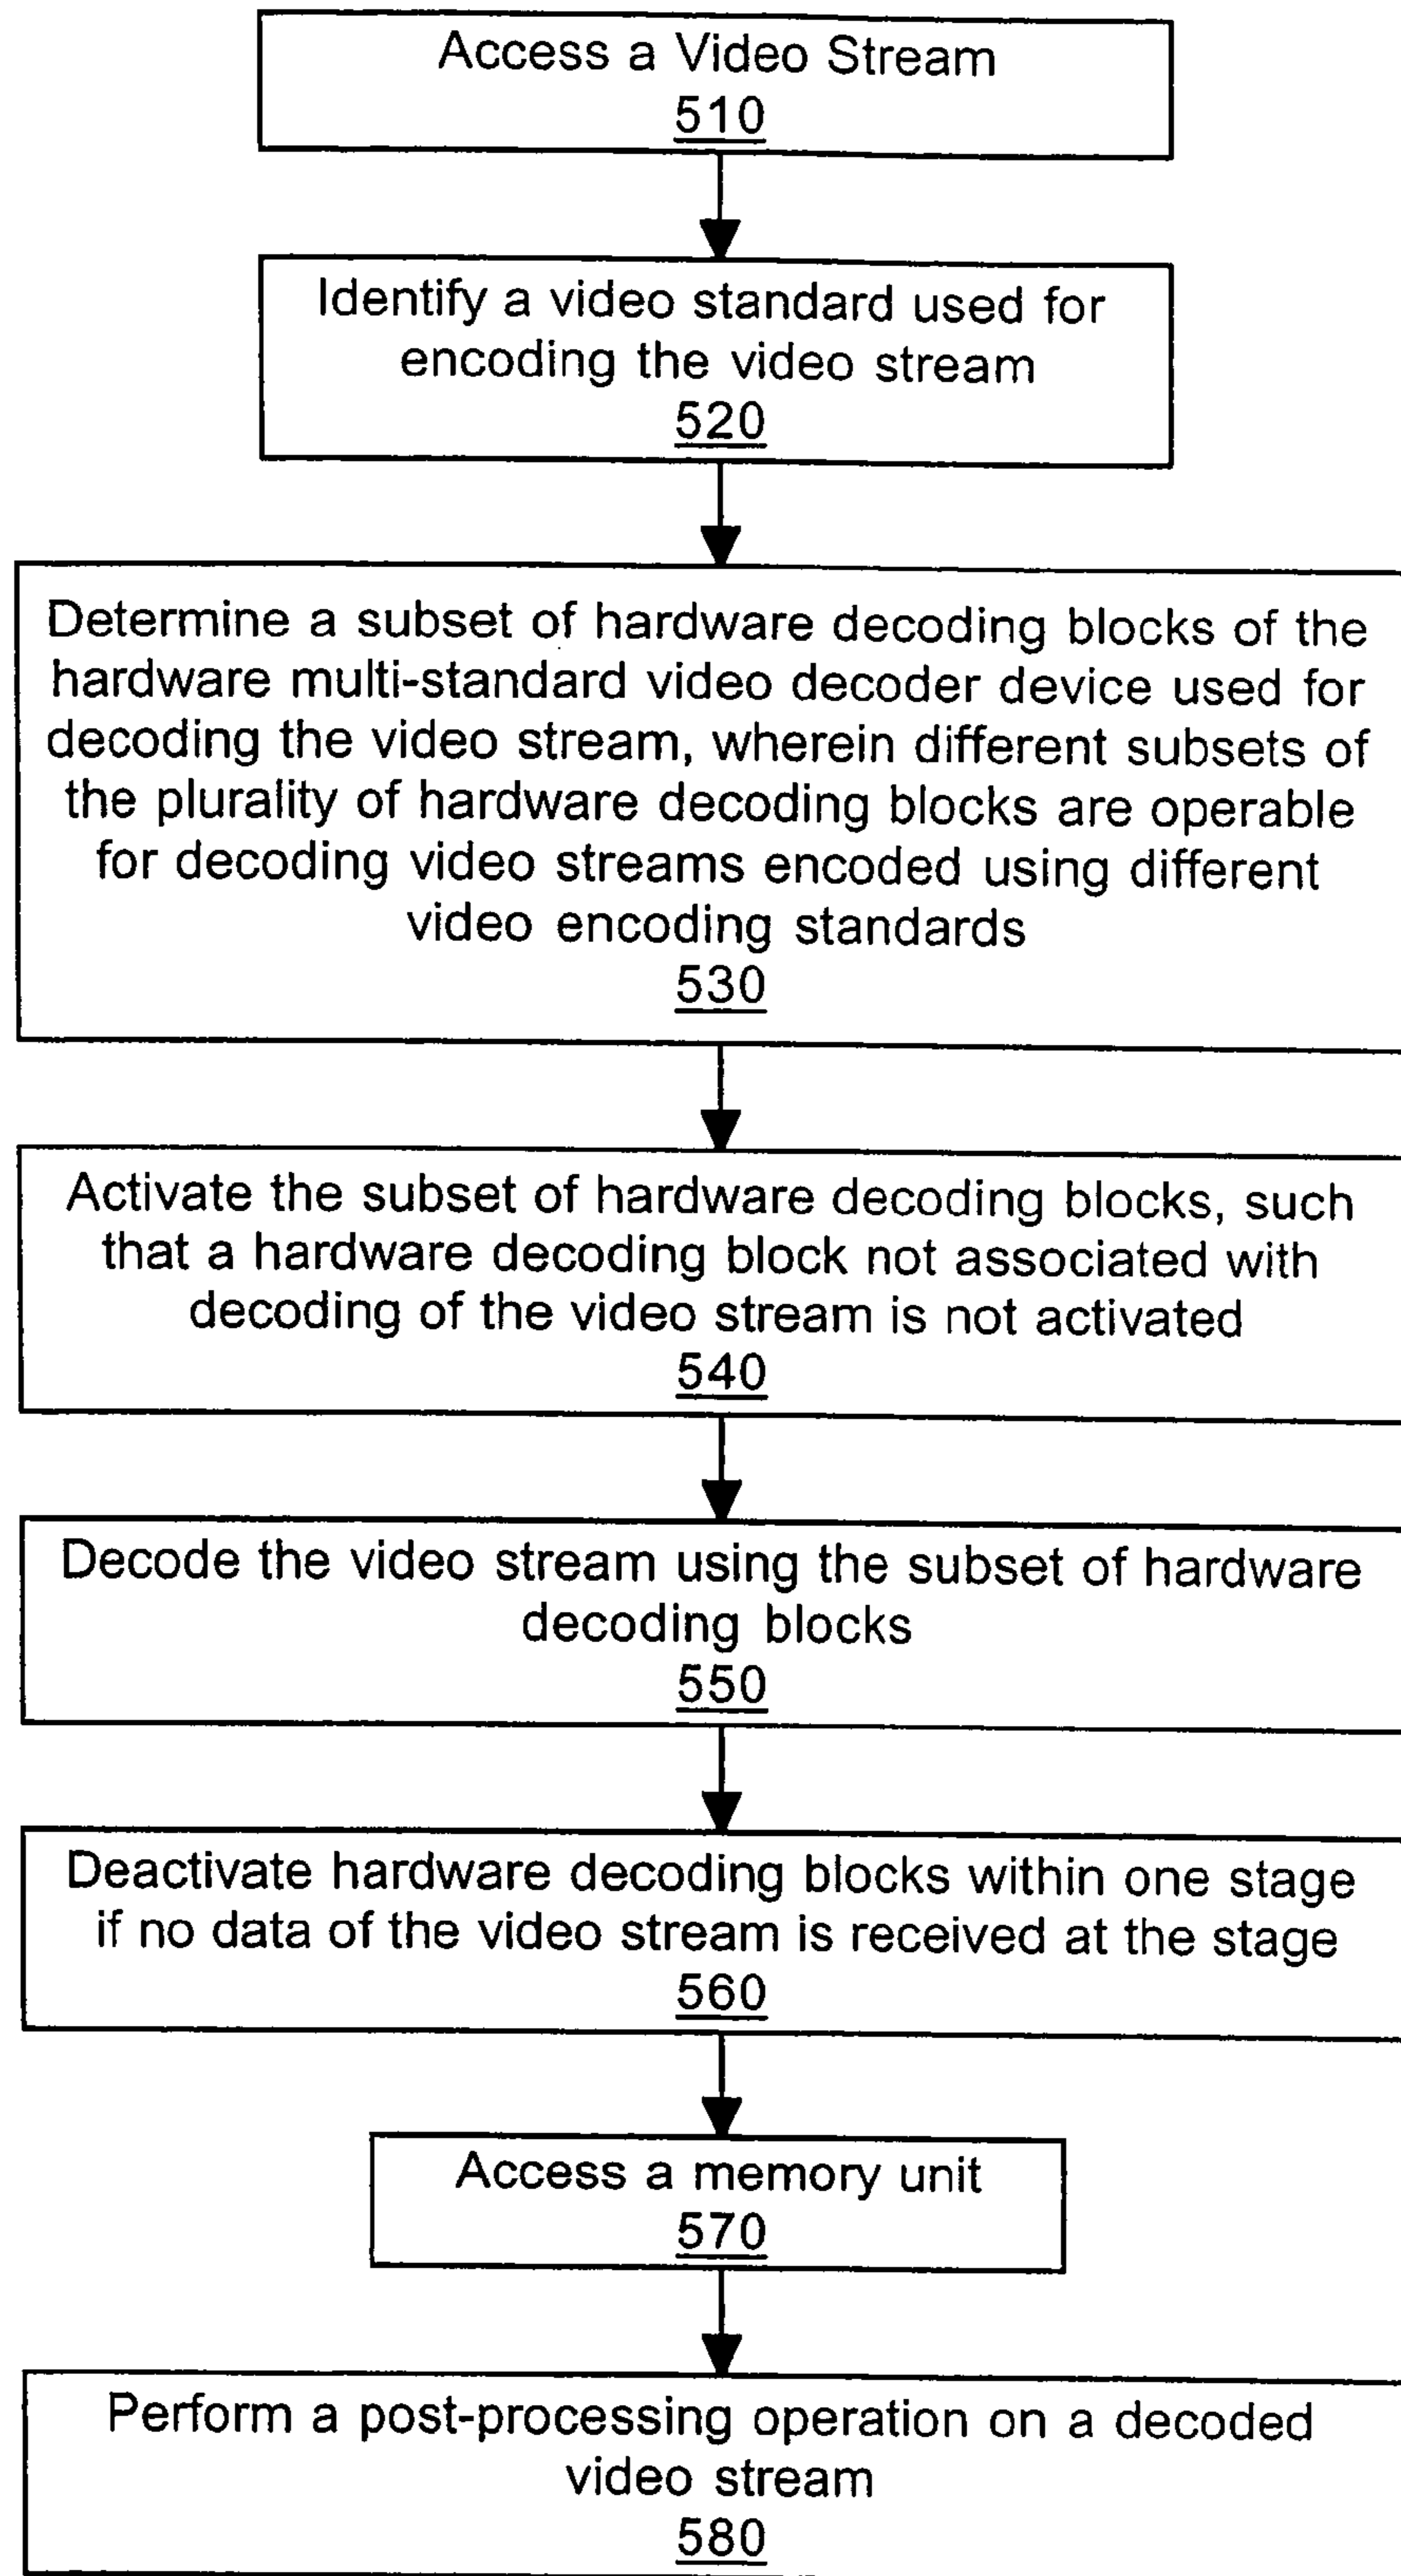 Access a Video Stream
510
Identify a video standard used for
encoding the video stream
520
Determine a subset of hardware decoding blocks of the
hardware multi-standard video decoder device used for
decoding the video stream, wherein different subsets of
the plurality of hardware decoding blocks are operable
for decoding video streams encoded using different
video encoding standards
530
Activate the subset of hardware decoding blocks, such
that a hardware decoding block not associated with
decoding of the video stream is not activated
540
Decode the video stream using the subset of hardware
decoding blocks
550
Deactivate hardware decoding blocks within one stage
if no data of the video stream is received at the stage
560
Access a memory unit
570
Perform a post-processing operation on a decoded
video stream
580